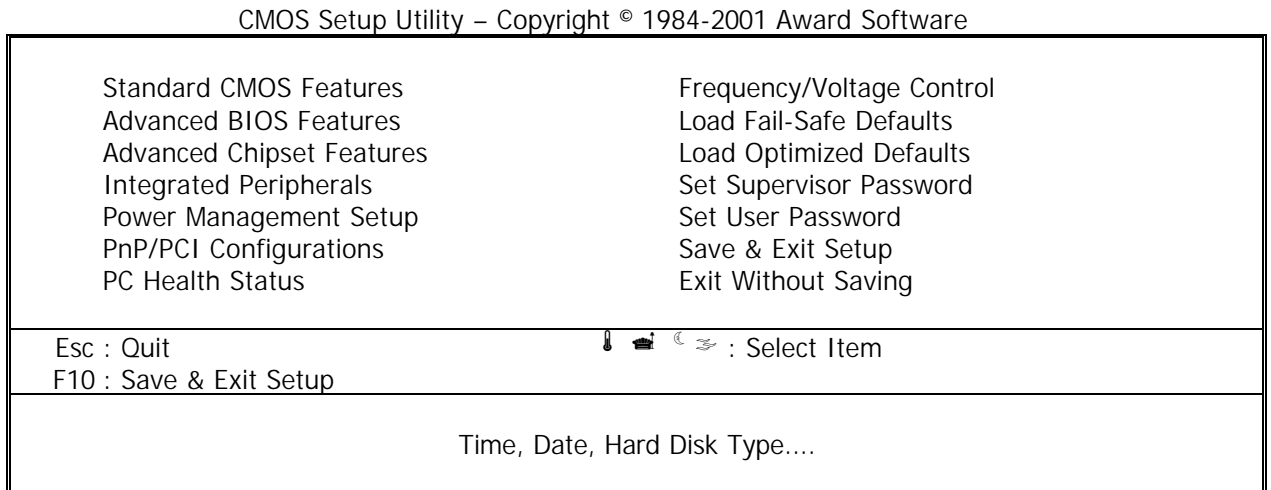 CMOS Setup Utility – Copyright © 1984-2001 Award Software
Standard CMOS Features
Advanced BIOS Features
Advanced Chipset Features
Integrated Peripherals
Power Management Setup
PnP/PCI Configurations
PC Health Status
Frequency/Voltage Control
Load Fail-Safe Defaults
Load Optimized Defaults
Set Supervisor Password
Set User Password
Save & Exit Setup
Exit Without Saving
Esc : Quit
: Select Item
F10 : Save & Exit Setup
Time, Date, Hard Disk Type....